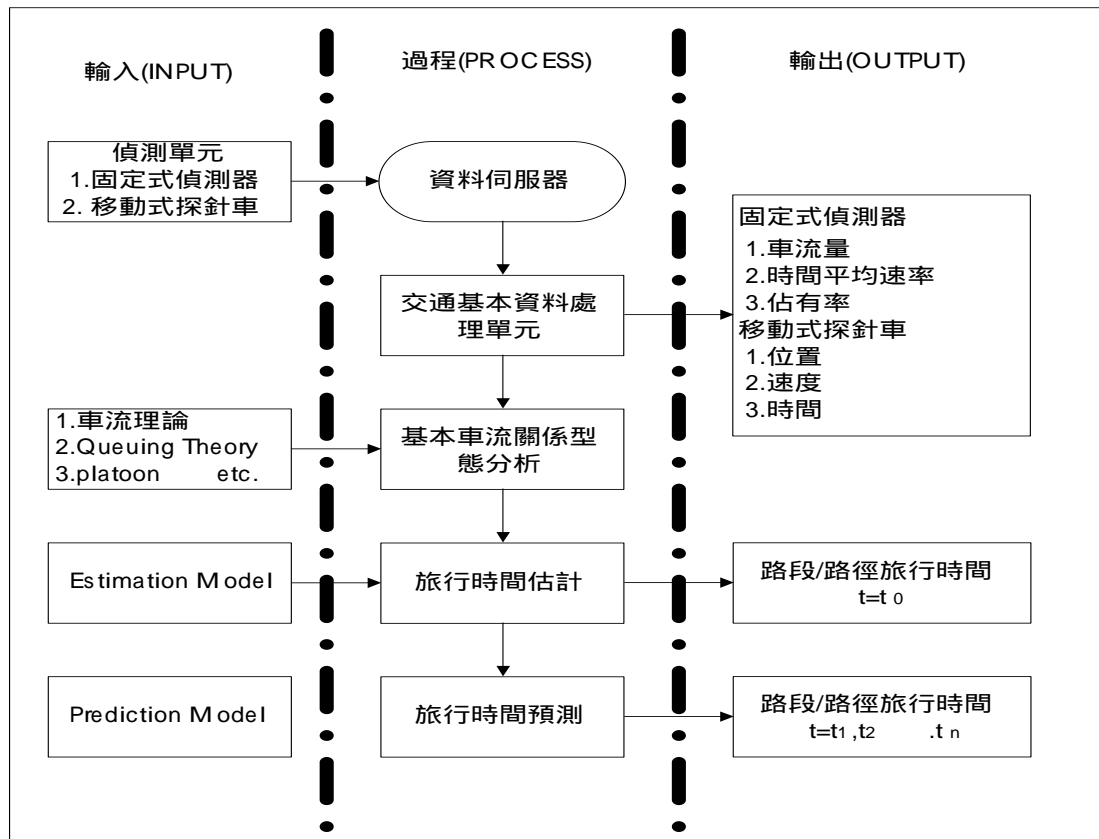 輸入(INPUT)
過程(PROCESS)
輸出(OUTPUT)
偵測單元
1.固定式偵測器
2. 移動式探針車
資料伺服器
交通基本資料處
理單元
固定式偵測器
1.車流量
2.時間平均速率
3.佔有率
移動式探針車
1.位置
2.速度
3.時間
1.車流理論
2.Queuing Theory
3.platoon etc.
基本車流關係型
態分析
Estimation Model
旅行時間估計
路段/路徑旅行時間
t=t0
Prediction Model
旅行時間預測
路段/路徑旅行時間
t=t1,t2 .tn